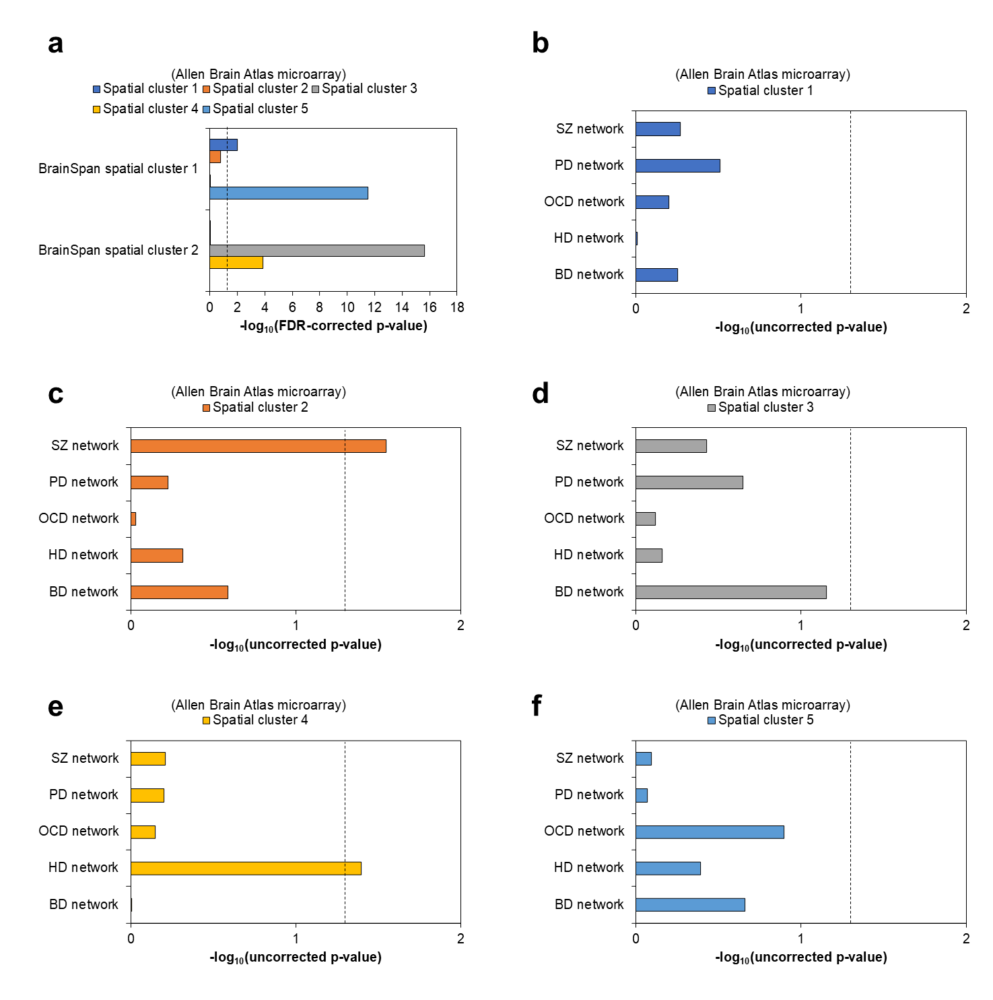 a
(Allen Brain Atlas microarray)
Spatial cluster 1 Spatial cluster 2 Spatial cluster 3
Spatial cluster 4 Spatial cluster 5
BrainSpan spatial cluster 1
BrainSpan spatial cluster 2
0 2 4 6 8 10 12 14 16 18
-log10(FDR-corrected p-value)
b
(Allen Brain Atlas microarray)
Spatial cluster 1
SZ network
PD network
OCD network
HD network
BD network
0 1 2
-log10(uncorrected p-value)
c
(Allen Brain Atlas microarray)
Spatial cluster 2
SZ network
PD network
OCD network
HD network
BD network
0 1 2
-log10(uncorrected p-value)
d
(Allen Brain Atlas microarray)
Spatial cluster 3
SZ network
PD network
OCD network
HD network
BD network
0 1 2
-log10(uncorrected p-value)
e
(Allen Brain Atlas microarray)
Spatial cluster 4
SZ network
PD network
OCD network
HD network
BD network
0 1 2
-log10(uncorrected p-value)
f
(Allen Brain Atlas microarray)
Spatial cluster 5
SZ network
PD network
OCD network
HD network
BD network
0 1 2
-log10(uncorrected p-value)